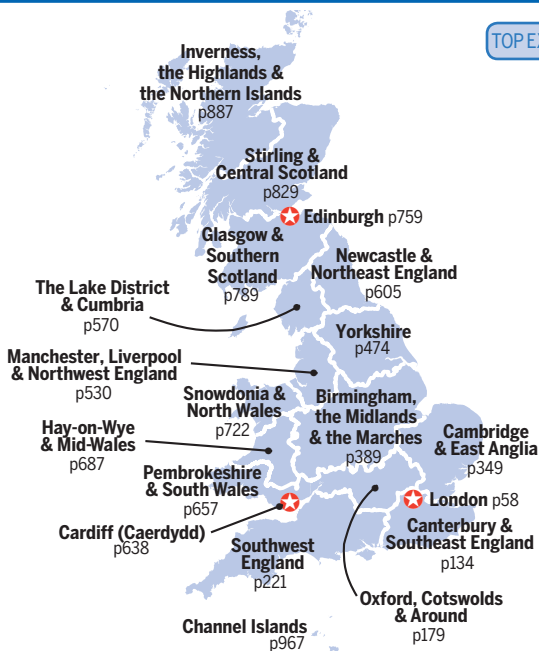 TOP E
Inverness,
the Highlands &
the Northern Islands
p887
Stirling &
Central Scotland
p829
Edinburgh p759
Glasgow &
Southern
Scotland
p789
Newcastle &
Northeast England
p605
The Lake District
& Cumbria
p570
Yorkshire
p474
Manchester, Liverpool
& Northwest England
p530
Snowdonia &
North Wales
p722
Birmingham,
the Midlands
& the Marches
p389
Hay-on-Wye
& Mid-Wales
p687
Cambridge
& East Anglia
p349
Pembrokeshire
& South Wales
p657
London p58
Cardiff (Caerdydd)
p638
Canterbury &
Southeast England
p134
Southwest
England
p221
Oxford, Cotswolds
& Around
p179
Channel Islands
p967